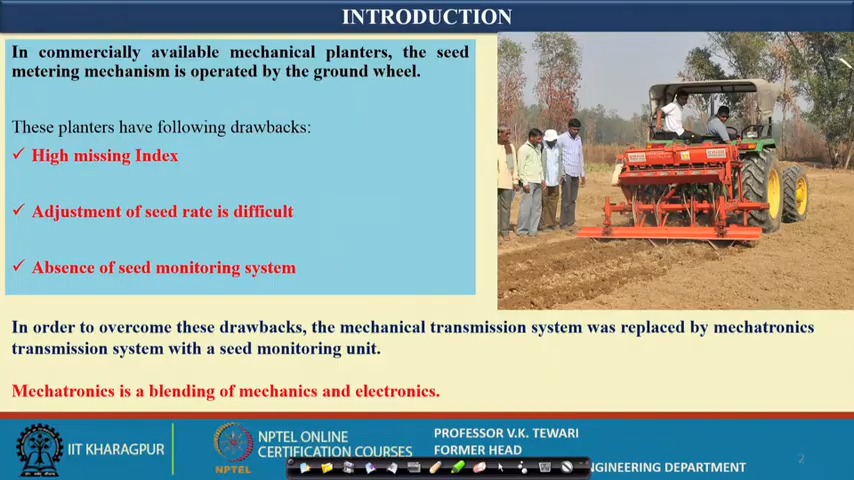 INTRODUCTION
In commercially available mechanical planters, the seed
metering mechanism is operated by the ground wheel.
These planters have following drawbacks:
✓ High missing Index
✓ Adjustment of seed rate is difficult
✓ Absence of seed monitoring system
In order to overcome these drawbacks, the mechanical transmission system was replaced by mechatronics
transmission system with a seed monitoring unit.
Mechatronics is a blending of mechanics and electronics.
IIT KHARAGPUR
NPTEL
NPTEL ONLINE
CERTIFICATION COURSES
PROFESSOR V.K. TEWARI
FORMER HEAD
NGINEERING DEPARTMENT
2